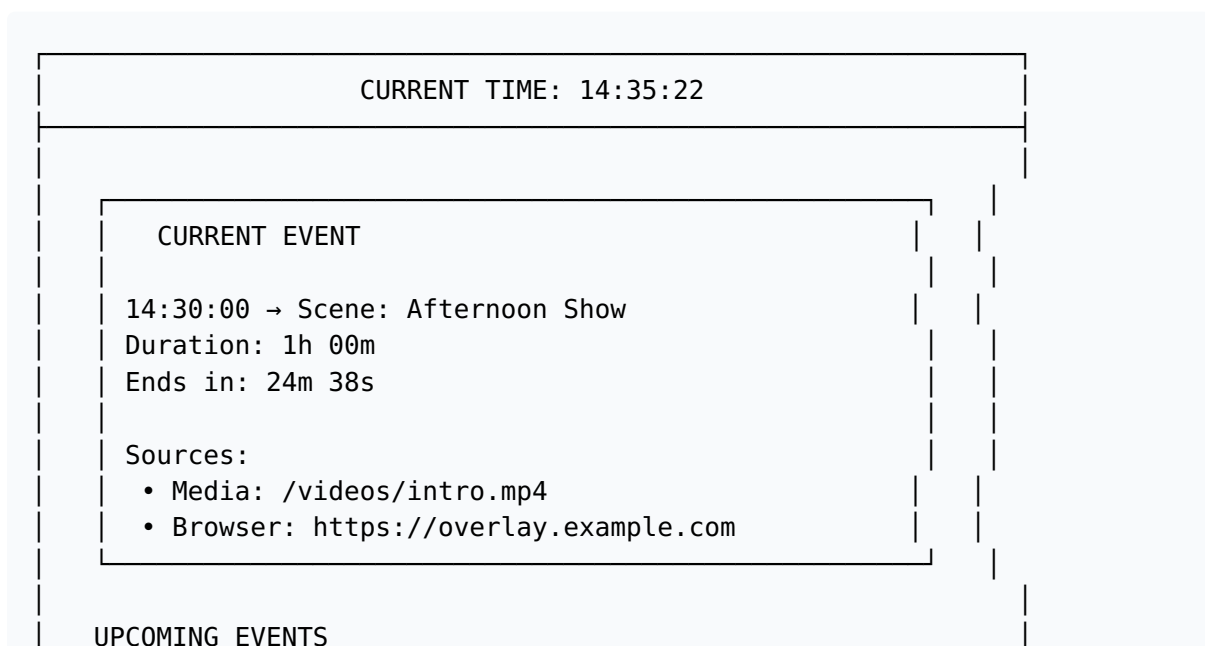 CURRENT TIME: 14:35:22
CURRENT EVENT
14:30:00 → Scene: Afternoon Show
Duration: 1h 00m
Ends in: 24m 38s
Sources:
• Media: /videos/intro.mp4
• Browser: https://overlay.example.com
UPCOMING EVENTS